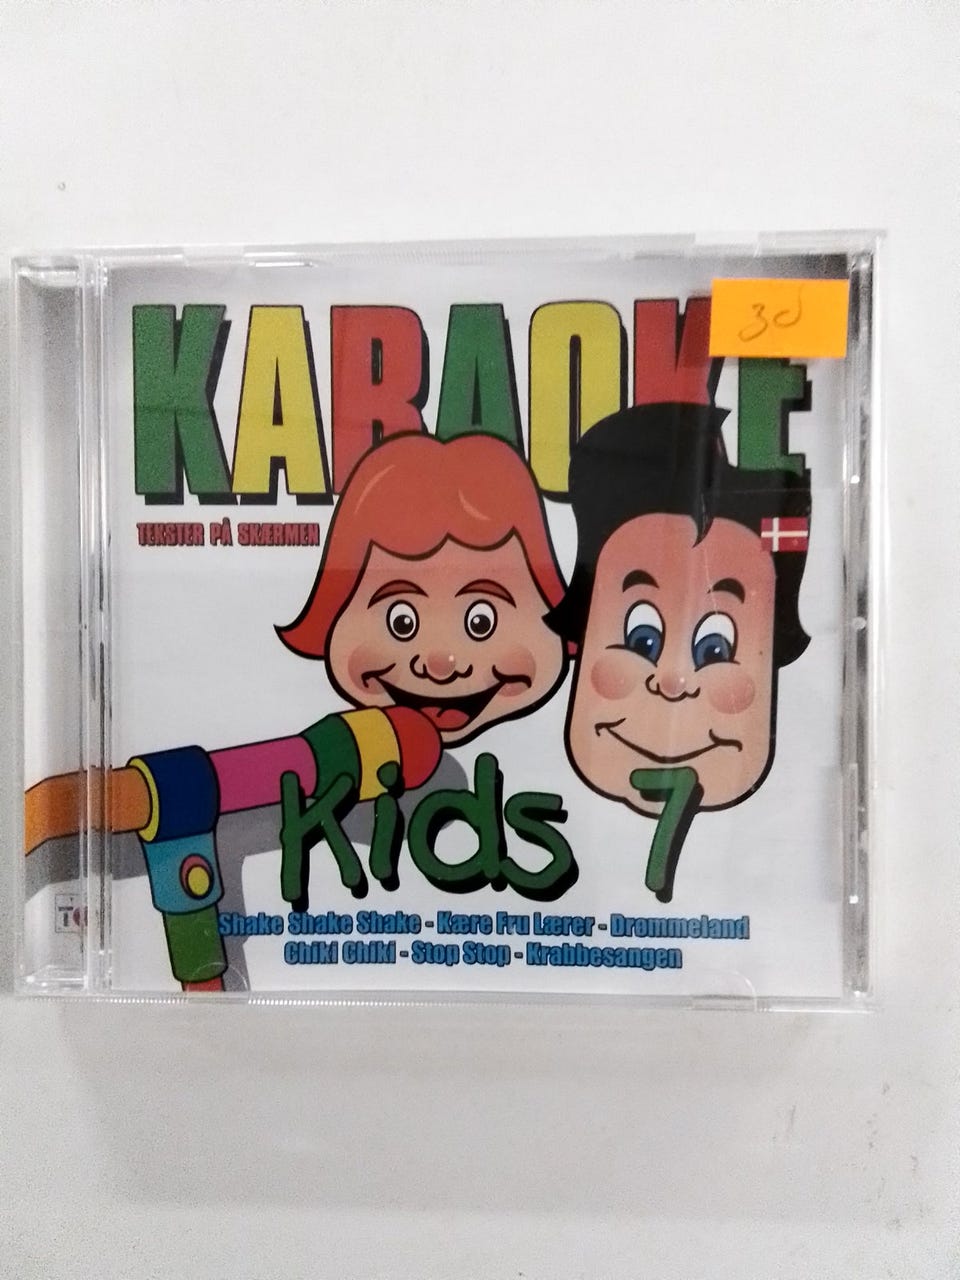 KARAOKE
30
TEKSTER PÅ SKÆRMEN
Kids 7
Shake Shake Shake - Kære Fru Lærer - Drømmeland
Chiki Chiki - Stop Stop - Krabbesangen